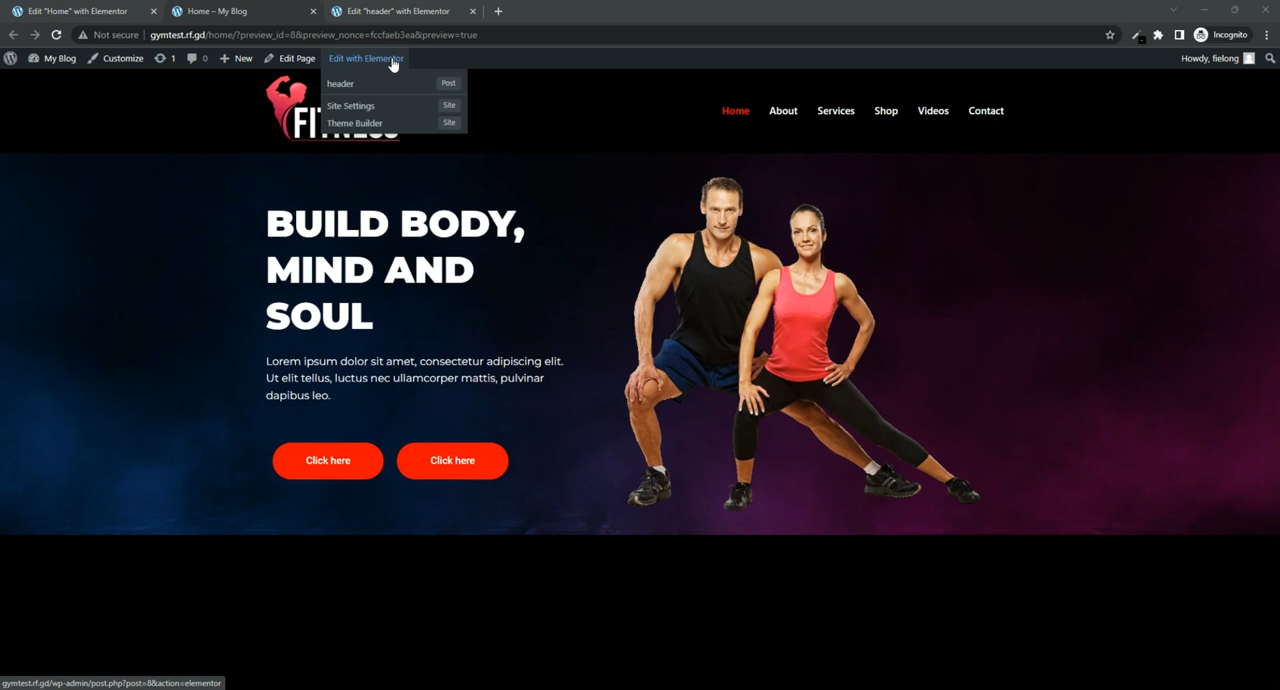 Edit "Home" with Elementor
Home – My Blog
Edit "header" with Elementor
Not secure
gymtest.rf.gd/home/?preview_id=8&preview_nonce=fccfaeb3ea&preview=true
Incognito
My Blog
Customize
1
0
New
Edit Page
Edit with Elementor
Howdy, fielong
header Post
Site Settings Site
Theme Builder Site
FITNESS
Home
About
Services
Shop
Videos
Contact
BUILD BODY,
MIND AND
SOUL
Lorem ipsum dolor sit amet, consectetur adipiscing elit.
Ut elit tellus, luctus nec ullamcorper mattis, pulvinar
dapibus leo.
Click here
Click here
gymtest.rf.gd/wp-admin/post.php?post=8&action=elementor